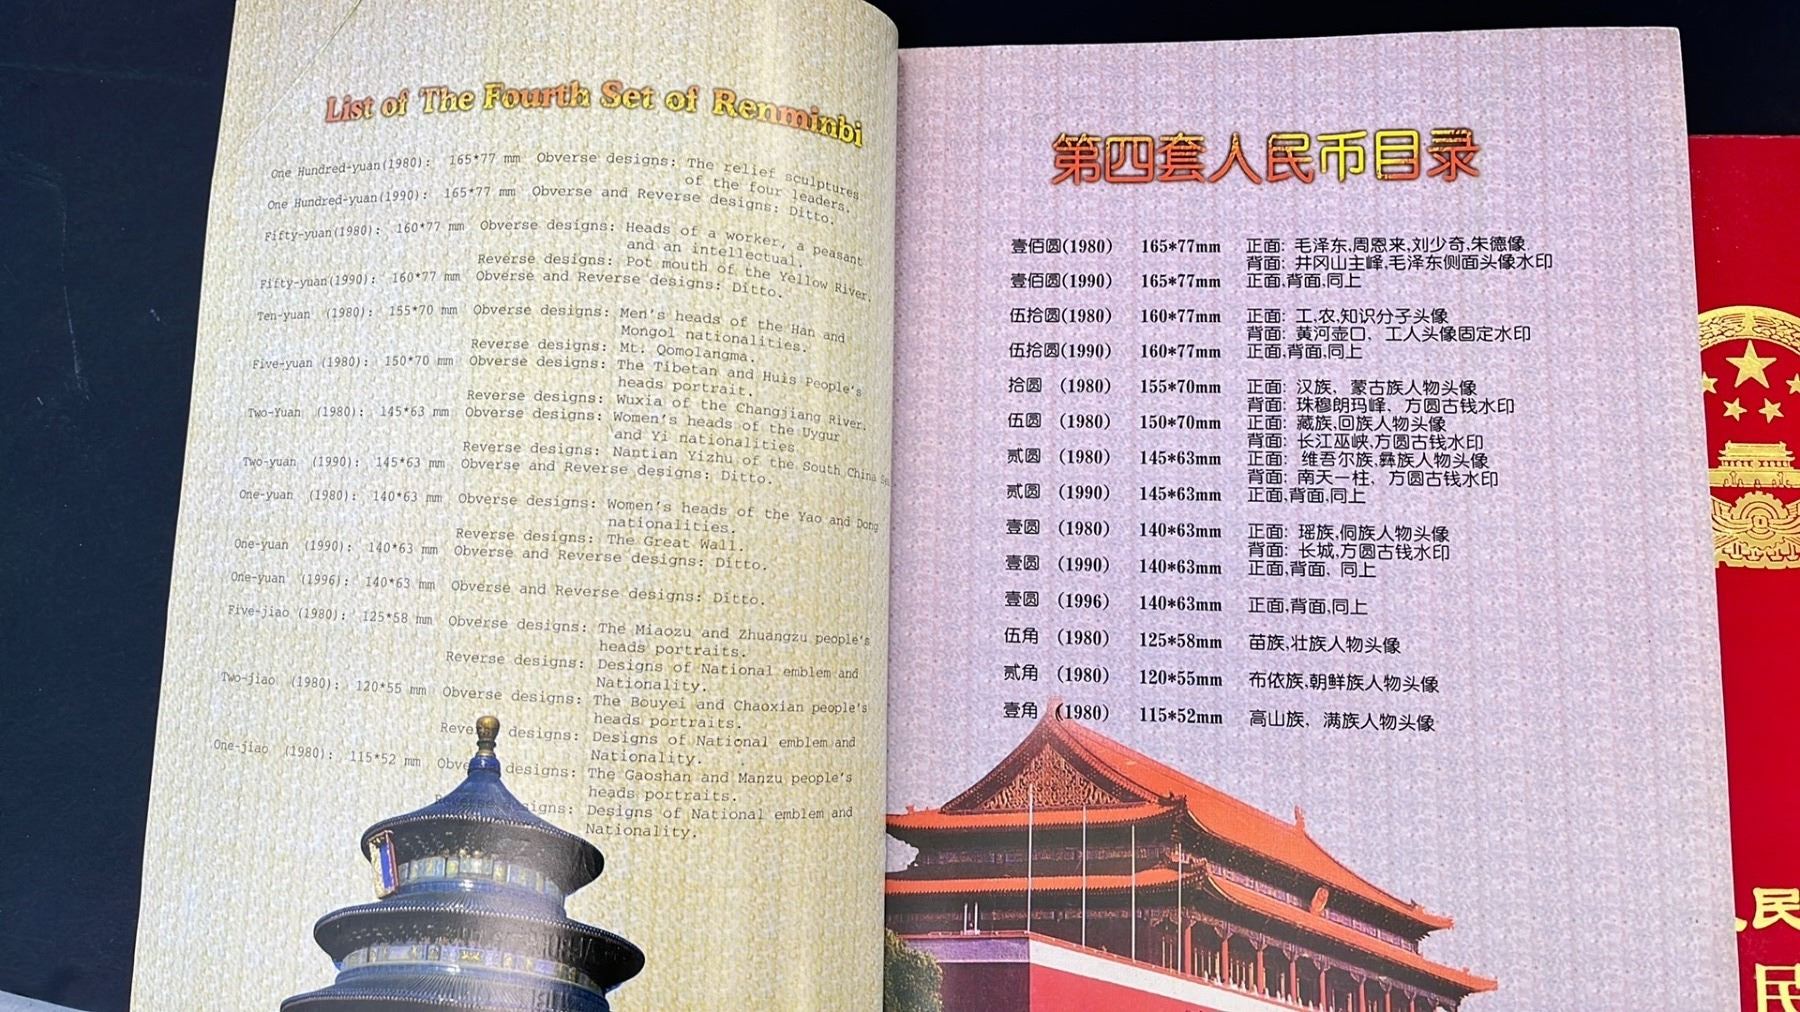 List of The Fourth Set of Renminbi
One Hundred-yuan(1980): 165*77 mm Obverse designs: The relief sculptures
of the four leaders.
One Hundred-yuan(1990): 165*77 mm Obverse and Reverse designs: Ditto.
Fifty-yuan(1980): 160*77 mm Obverse designs: Heads of a worker, a peasant
and an intellectual.
Reverse designs: Pot mouth of the Yellow River.
Fifty-yuan(1990): 160*77 mm Obverse and Reverse designs: Ditto.
Ten-yuan (1980): 155*70 mm Obverse designs: Men's heads of the Han and
Mongol nationalities.
Reverse designs: Mt. Qomolangma.
Five-yuan (1980): 150*70 mm Obverse designs: The Tibetan and Huis People's
heads portrait.
Reverse designs: Wuxia of the Changjiang River.
Two-Yuan (1980): 145*63 mm Obverse designs: Women's heads of the Uygur
and Yi nationalities
Reverse designs: Nantian Yizhu of the South China Sea.
Two-yuan (1990): 145*63 mm Obverse and Reverse designs: Ditto.
One-yuan (1980): 140*63 mm Obverse designs: Women's heads of the Yao and Dong
nationalities.
Reverse designs: The Great Wall.
One-yuan (1990): 140*63 mm Obverse and Reverse designs: Ditto.
One-yuan (1996): 140*63 mm Obverse and Reverse designs: Ditto.
Five-jiao (1980): 125*58 mm Obverse designs: The Miaozu and Zhuangzu people's
heads portraits.
Reverse designs: Designs of National emblem and
Nationality.
Two-jiao (1980): 120*55 mm Obverse designs: The Bouyei and Chaoxian people's
heads portraits.
designs: Designs of National emblem and
Nationality.
One-jiao (1980): 115*52 mm designs: The Gaoshan and Manzu people's
heads portraits.
Designs of National emblem and
Nationality.
第四套人民币目录
壹佰圆(1980) 165*77mm 正面: 毛泽东,周恩来,刘少奇,朱德像.
背面: 井冈山主峰,毛泽东侧面头像水印
壹佰圆(1990) 165*77mm 正面,背面,同上
伍拾圆(1980) 160*77mm 正面: 工,农,知识分子头像
背面: 黄河壶口、工人头像固定水印
伍拾圆(1990) 160*77mm 正面,背面,同上
拾圆 (1980) 155*70mm 正面: 汉族、蒙古族人物头像
背面: 珠穆朗玛峰、方圆古钱水印
伍圆 (1980) 150*70mm 正面: 藏族,回族人物头像
背面: 长江巫峡,方圆古钱水印
贰圆 (1980) 145*63mm 正面: 维吾尔族,彝族人物头像
背面: 南天一柱、方圆古钱水印
贰圆 (1990) 145*63mm 正面,背面,同上
壹圆 (1980) 140*63mm 正面: 瑶族,侗族人物头像
背面: 长城,方圆古钱水印
壹圆 (1990) 140*63mm 正面,背面、同上
壹圆 (1996) 140*63mm 正面,背面,同上
伍角 (1980) 125*58mm 苗族,壮族人物头像
贰角 (1980) 120*55mm 布依族,朝鲜族人物头像
壹角 (1980) 115*52mm 高山族、满族人物头像
民
民